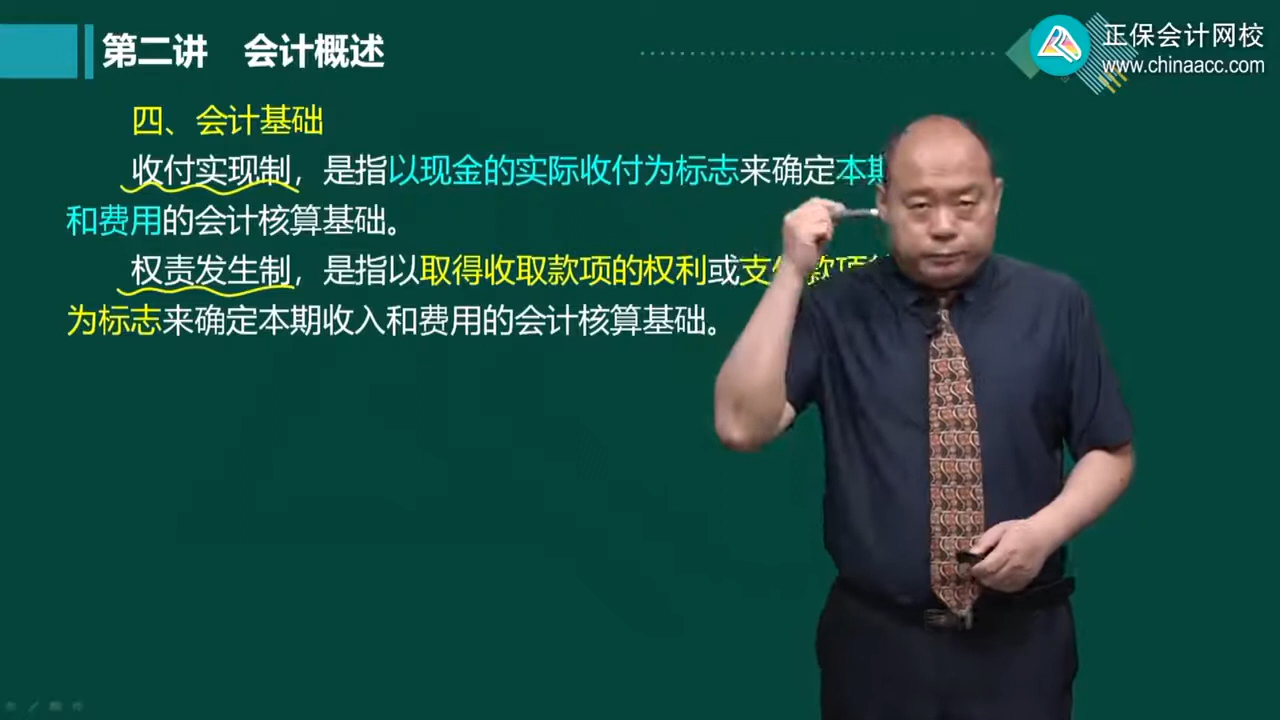 第二讲 会计概述
正保会计网校
www.chinaacc.com
四、会计基础
收付实现制，是指以现金的实际收付为标志来确定本期
和费用的会计核算基础。
权责发生制，是指以取得收取款项的权利或支付款项
为标志来确定本期收入和费用的会计核算基础。